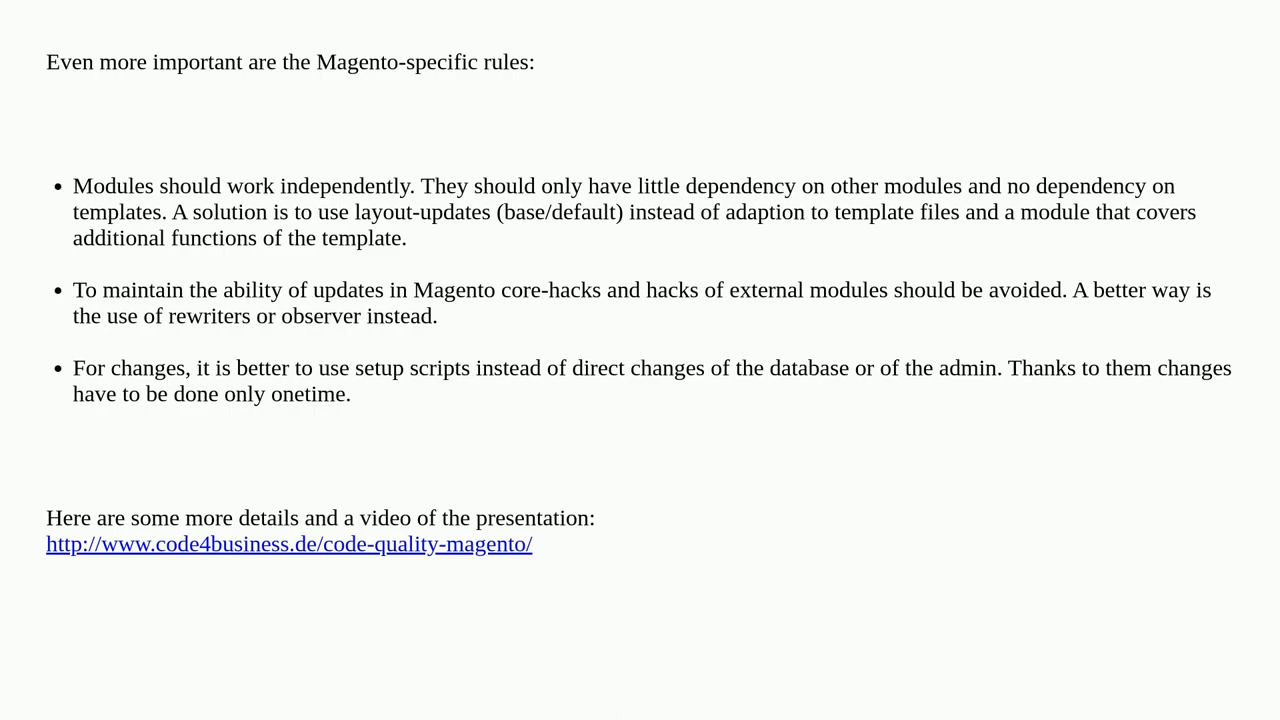 Even more important are the Magento-specific rules:
• Modules should work independently. They should only have little dependency on other modules and no dependency on
templates. A solution is to use layout-updates (base/default) instead of adaption to template files and a module that covers
additional functions of the template.
• To maintain the ability of updates in Magento core-hacks and hacks of external modules should be avoided. A better way is
the use of rewriters or observer instead.
• For changes, it is better to use setup scripts instead of direct changes of the database or of the admin. Thanks to them changes
have to be done only onetime.
Here are some more details and a video of the presentation:
http://www.code4business.de/code-quality-magento/